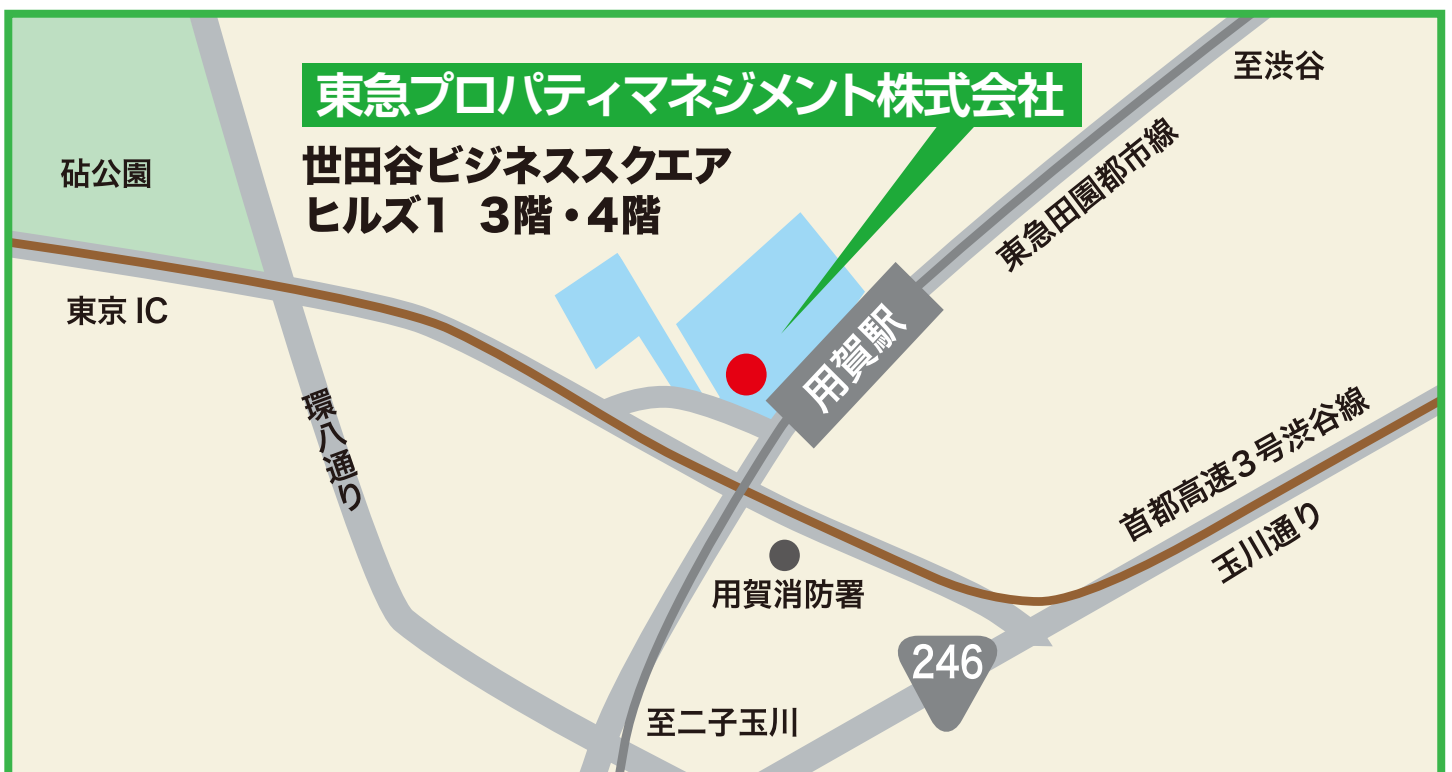 至渋谷
東急プロパティマネジメント株式会社
世田谷ビジネススクエア
ヒルズ1 3階・4階
砧公園
東急田園都市線
東京 IC
用賀駅
環八通り
首都高速3号渋谷線
玉川通り
用賀消防署
246
至二子玉川